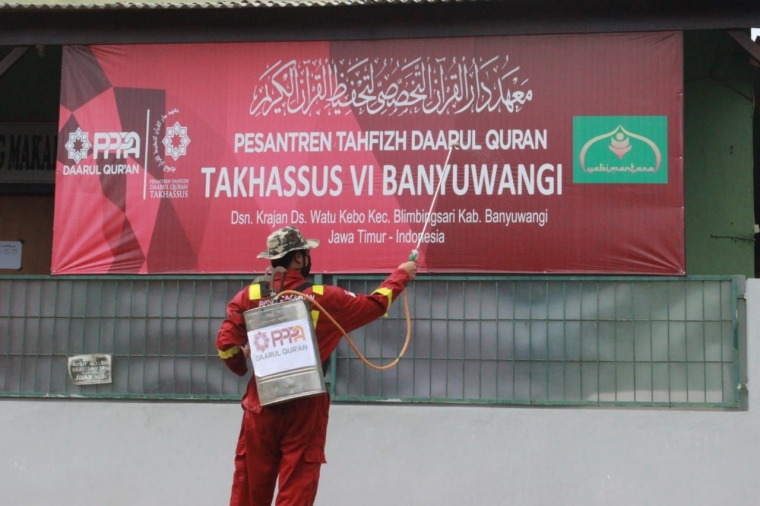 معهد دار القرآن التخصصي لتحفيظ القرآن الكريم
PESANTREN TAHFIZH DAARUL QURAN
TAKHASSUS VI BANYUWANGI
Dsn. Krajan Ds. Watu Kebo Kec. Blimbingsari Kab. Banyuwangi
Jawa Timur - Indonesia
PPPA
DAARUL QUR'AN
PESANTREN TAHFIZH DAARUL QURAN
TAKHASSUS
yabimantara
PPPA
DAARUL QUR'AN